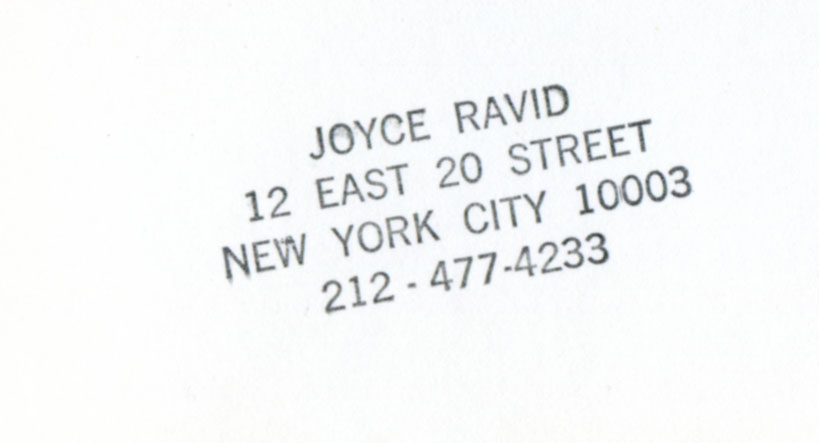 JOYCE RAVID
12 EAST 20 STREET
NEW YORK CITY 10003
212 - 477-4233